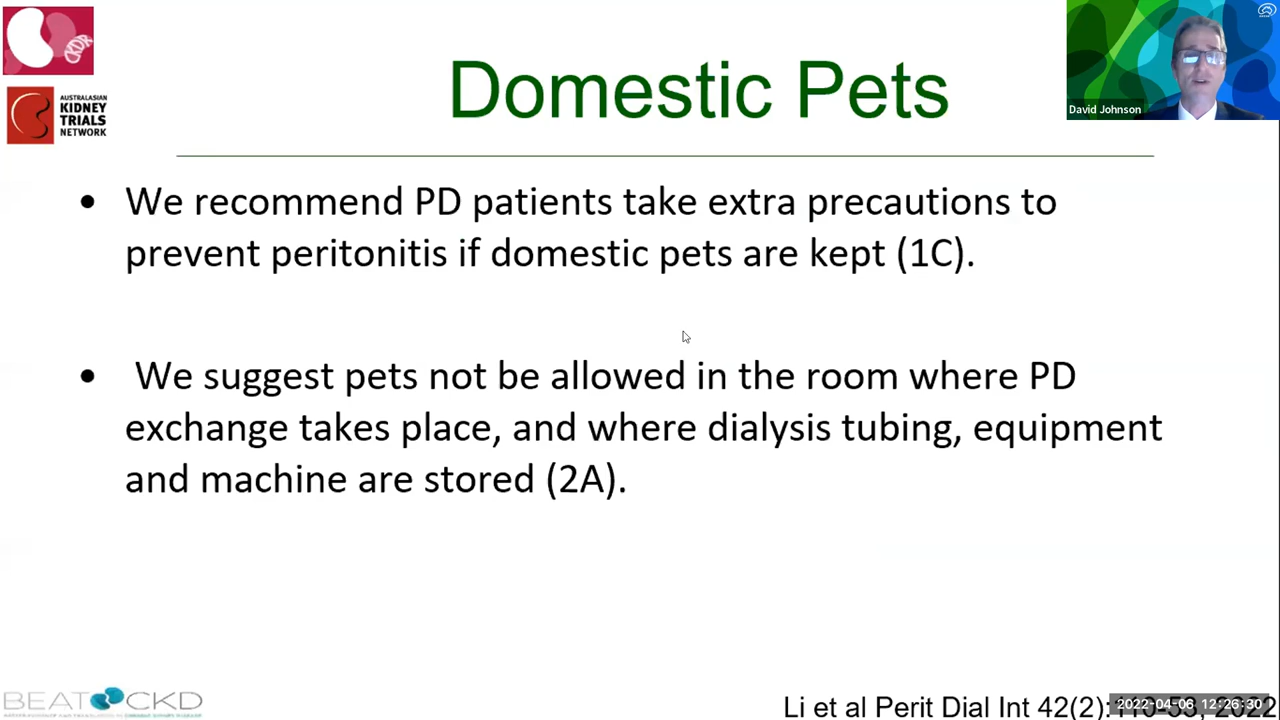 CKDR
AUSTRALASIAN
KIDNEY
TRIALS
NETWORK
Domestic Pets
David Johnson
• We recommend PD patients take extra precautions to
prevent peritonitis if domestic pets are kept (1C).
• We suggest pets not be allowed in the room where PD
exchange takes place, and where dialysis tubing, equipment
and machine are stored (2A).
BEAT CKD
Li et al Perit Dial Int 42(2):
2022-04-06 12:26:30